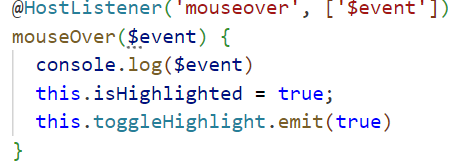 @HostListener('mouseover', ['$event'])
mouseOver($event) {
console.log($event)
this.isHighlighted = true;
this.toggleHighlight.emit(true)
}